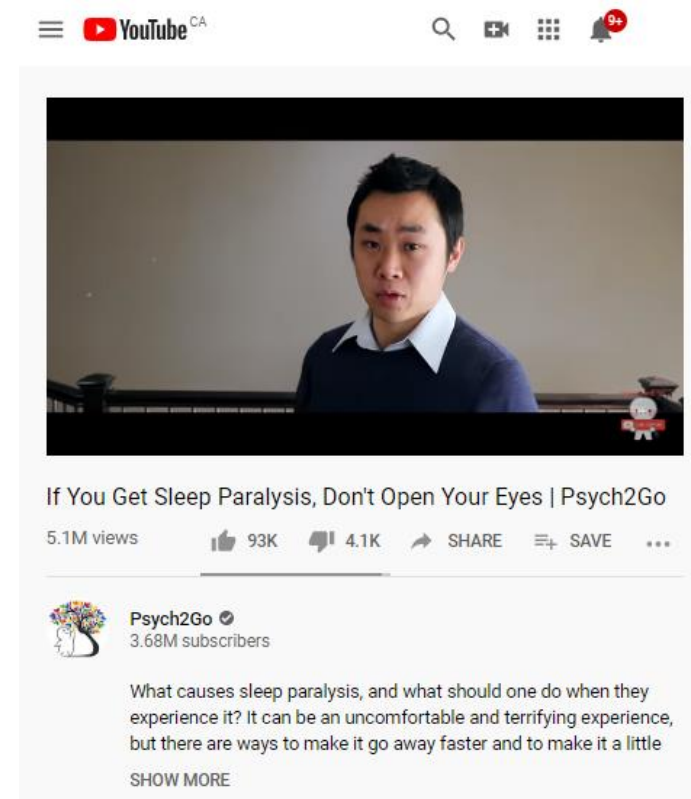 YouTube CA
9+
If You Get Sleep Paralysis, Don't Open Your Eyes | Psych2Go
5.1M views 93K 4.1K SHARE SAVE
Psych2Go
3.68M subscribers
What causes sleep paralysis, and what should one do when they
experience it? It can be an uncomfortable and terrifying experience,
but there are ways to make it go away faster and to make it a little
SHOW MORE